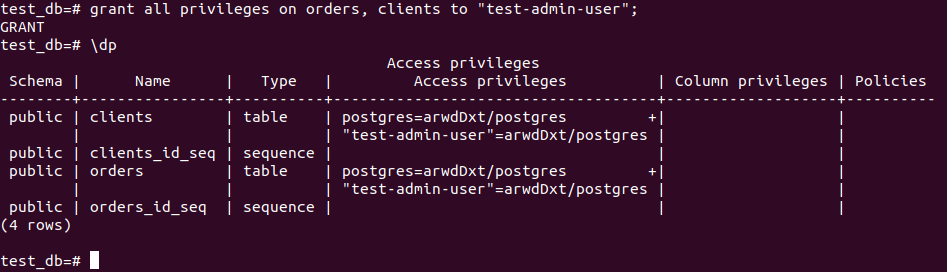 test_db=# grant all privileges on orders, clients to "test-admin-user";
GRANT
test_db=# \dp
                                      Access privileges
 Schema |      Name      |   Type   |         Access privileges          | Column privileges | Policies
--------+----------------+----------+------------------------------------+-------------------+----------
 public | clients        | table    | postgres=arwdDxt/postgres         +|                   |
        |                |          | "test-admin-user"=arwdDxt/postgres |                   |
 public | clients_id_seq | sequence |                                    |                   |
 public | orders         | table    | postgres=arwdDxt/postgres         +|                   |
        |                |          | "test-admin-user"=arwdDxt/postgres |                   |
 public | orders_id_seq  | sequence |                                    |                   |
(4 rows)

test_db=#